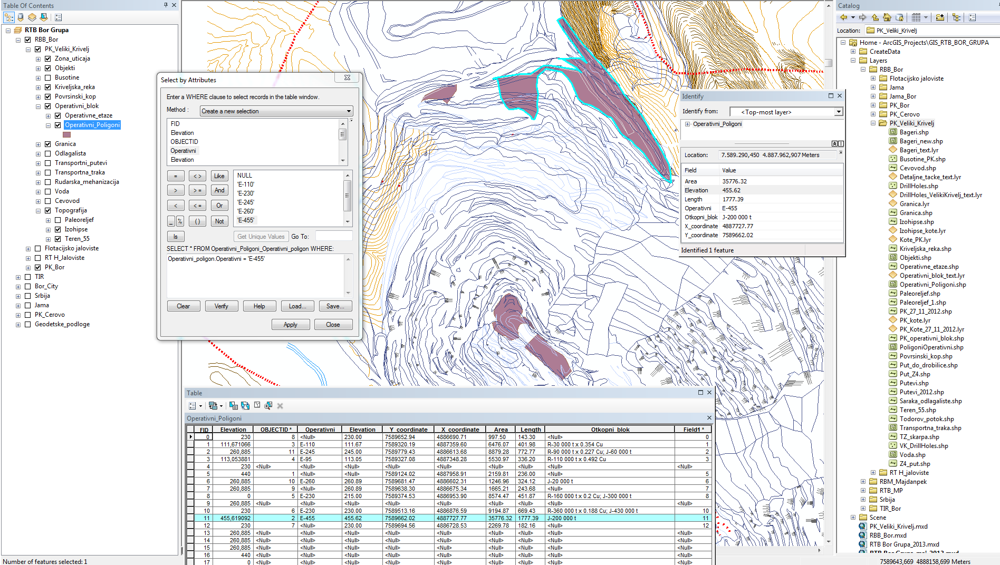 Table Of Contents
RTB Bor Grupa
RBB_Bor
PK_Veliki_Krivelj
Zona_uticaja
Objekti
Busotine
Kriveljska_reka
Povrsinski_kop
Operativni_blok
Operativne_etaze
Operativni_Poligoni
Granica
Odlagalista
Transportni_putevi
Transportna_traka
Rudarska_mehanizacija
Voda
Cevovod
Topografija
Paleoreljef
Izohipse
Teren_55
Flotacijsko jaloviste
RT H_Jaloviste
PK_Bor
TIR
Bor_City
Srbija
Jama
PK_Cerovo
Geodetske_podloge
Number of features selected: 1
Select by Attributes
Enter a WHERE clause to select records in the table window.
Method : Create a new selection
FID
Elevation
OBJECTID
Operativni
Elevation
= < > Like
> > = And
< < = Or
_ % ( ) Not
Is
NULL
'E-110'
'E-230'
'E-245'
'E-260'
'E-455'
Get Unique Values Go To:
SELECT * FROM Operativni_Poligoni_Operativni_poligon WHERE:
Operativni_poligon.Operativni = 'E-455'
Clear Verify Help Load... Save...
Apply Close
Identify
Identify from: <Top-most layer>
Operativni_Poligoni
Location: 7.589.290,450 4.887.962,907 Meters
Field Value
Area 35776.32
Elevation 455.62
Length 1777.39
Operativni E-455
Otkopni_blok J-200 000 t
X_coordinate 4887727.77
Y_coordinate 7589662.02
Identified 1 feature
Table
Operativni_Poligoni
FID Elevation OBJECTID * Operativni Elevation Y_coordinate X_coordinate Area Length Otkopni_blok Field1 *
0 230 8 <Null> 230.00 7589652.94 4886690.71 997.50 143.30 <Null> 0
1 111,671066 3 E-110 111.67 7589320.19 4887359.60 6476.07 401.98 R-30 000 t x 0.354 Cu 1
2 260,885 11 E-245 245.00 7589779.43 4886613.68 8879.28 772.77 R-90 000 t x 0.227 Cu; J-60 000 t 2
3 113,053881 4 E-95 113.05 7589327.08 4887348.28 5530.97 336.20 R-110 000 t x 0.492 Cu 3
4 230 <Null> <Null> <Null> <Null> <Null> <Null> <Null> <Null> <Null>
5 440 1 <Null> <Null> 7589124.02 4887958.91 2159.81 236.00 <Null> 5
6 260,885 10 E-260 260.89 7589681.47 4886602.31 1246.96 324.12 J-20 000 t 6
7 260,885 9 <Null> 260.89 7589638.30 4886675.34 1665.21 243.68 <Null> 7
8 0 5 E-230 215.00 7589374.53 4886953.90 8574.47 451.87 R-160 000 t x 0.2 Cu; J-300 000 t 8
9 260,885 <Null> <Null> <Null> <Null> <Null> <Null> <Null> <Null> <Null>
10 230 6 E-230 230.00 7589513.16 4886876.59 9194.87 669.43 R-360 000 t x 0.188 Cu; J-430 000 t 10
11 455,619092 2 E-455 455.62 7589662.02 4887727.77 35776.32 1777.39 J-200 000 t 11
12 230 7 <Null> 230.00 7589694.56 4886728.53 2269.78 182.16 <Null> 12
13 260,885 <Null> <Null> <Null> <Null> <Null> <Null> <Null> <Null> <Null>
14 260,885 <Null> <Null> <Null> <Null> <Null> <Null> <Null> <Null> <Null>
15 260,885 <Null> <Null> <Null> <Null> <Null> <Null> <Null> <Null> <Null>
16 440 <Null> <Null> <Null> <Null> <Null> <Null> <Null> <Null> <Null>
17 0 <Null> <Null> <Null> <Null> <Null> <Null> <Null> <Null> <Null>
Catalog
Location: PK_Veliki_Krivelj
Home - ArcGIS_Projects\GIS_RTB_BOR_GRUPA
CreateData
Layers
RBB_Bor
Flotacijsko jaloviste
Jama
Jama_Bor
PK_Bor
PK_Cerovo
PK_Veliki_Krivelj
Bageri.shp
Bageri_new.shp
Bageri_text.lyr
Busotine_PK.shp
Cevovod.shp
Detaljne_tacke_text.lyr
DrillHoles.shp
DrillHoles_VelikiKrivelj_text.lyr
Granica.lyr
Granica.shp
Izohipse.shp
Izohipse_kote.lyr
Kote_PK.lyr
Kriveljska_reka.shp
Objekti.shp
Operativne_etaze.shp
Operativni_blok_text.lyr
Operativni_Poligoni.shp
Paleoreljef.shp
Paleoreljef_1.shp
PK_27_11_2012.shp
PK_kote.lyr
PK_Kote_27_11_2012.lyr
PK_operativni_blok.shp
PoligoniOperativni.shp
Povrsinski_kop.shp
Put_do_drobilice.shp
Put_Z4.shp
Putevi.shp
Putevi_2012.shp
Saraka_odlagaliste.shp
Teren_55.shp
Todorov_potok.shp
Transportna_traka.shp
TZ_skarpa.shp
VK_DrillHoles.shp
Voda.shp
Z4_put.shp
RT H_jaloviste
RBM_Majdanpek
RTB_MP
Srbija
TIR_Bor
Scene
PK_Veliki_Krivelj.mxd
RBB_Bor.mxd
RTB Bor Grupa_2013.mxd
7589643,669 4888158,699 Meters